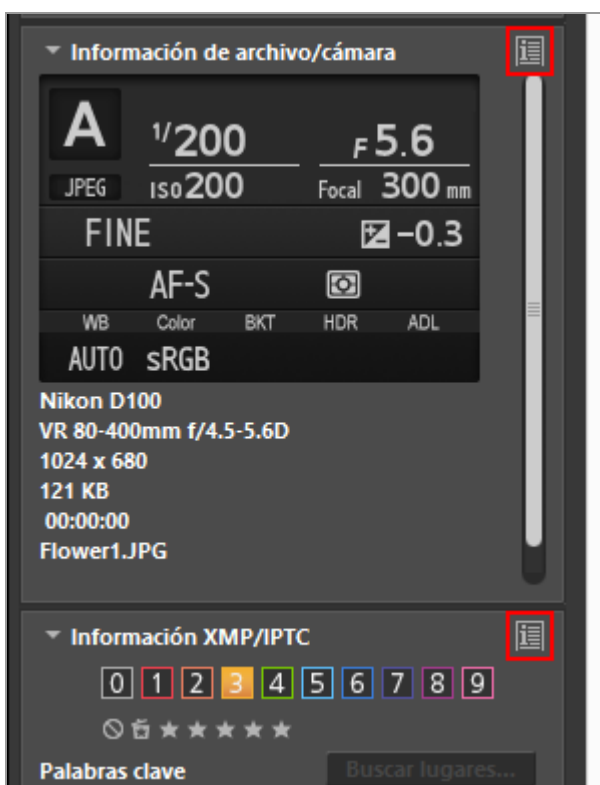 Información de archivo/cámara
A 1/200 F5.6
JPEG ISO200 Focal 300 mm
FINE -0.3
AF-S
WB Color BKT HDR ADL
AUTO sRGB
Nikon D100
VR 80-400mm f/4.5-5.6D
1024 x 680
121 KB
00:00:00
Flower1.JPG
Información XMP/IPTC
0 1 2 3 4 5 6 7 8 9
Palabras clave Buscar lugares...